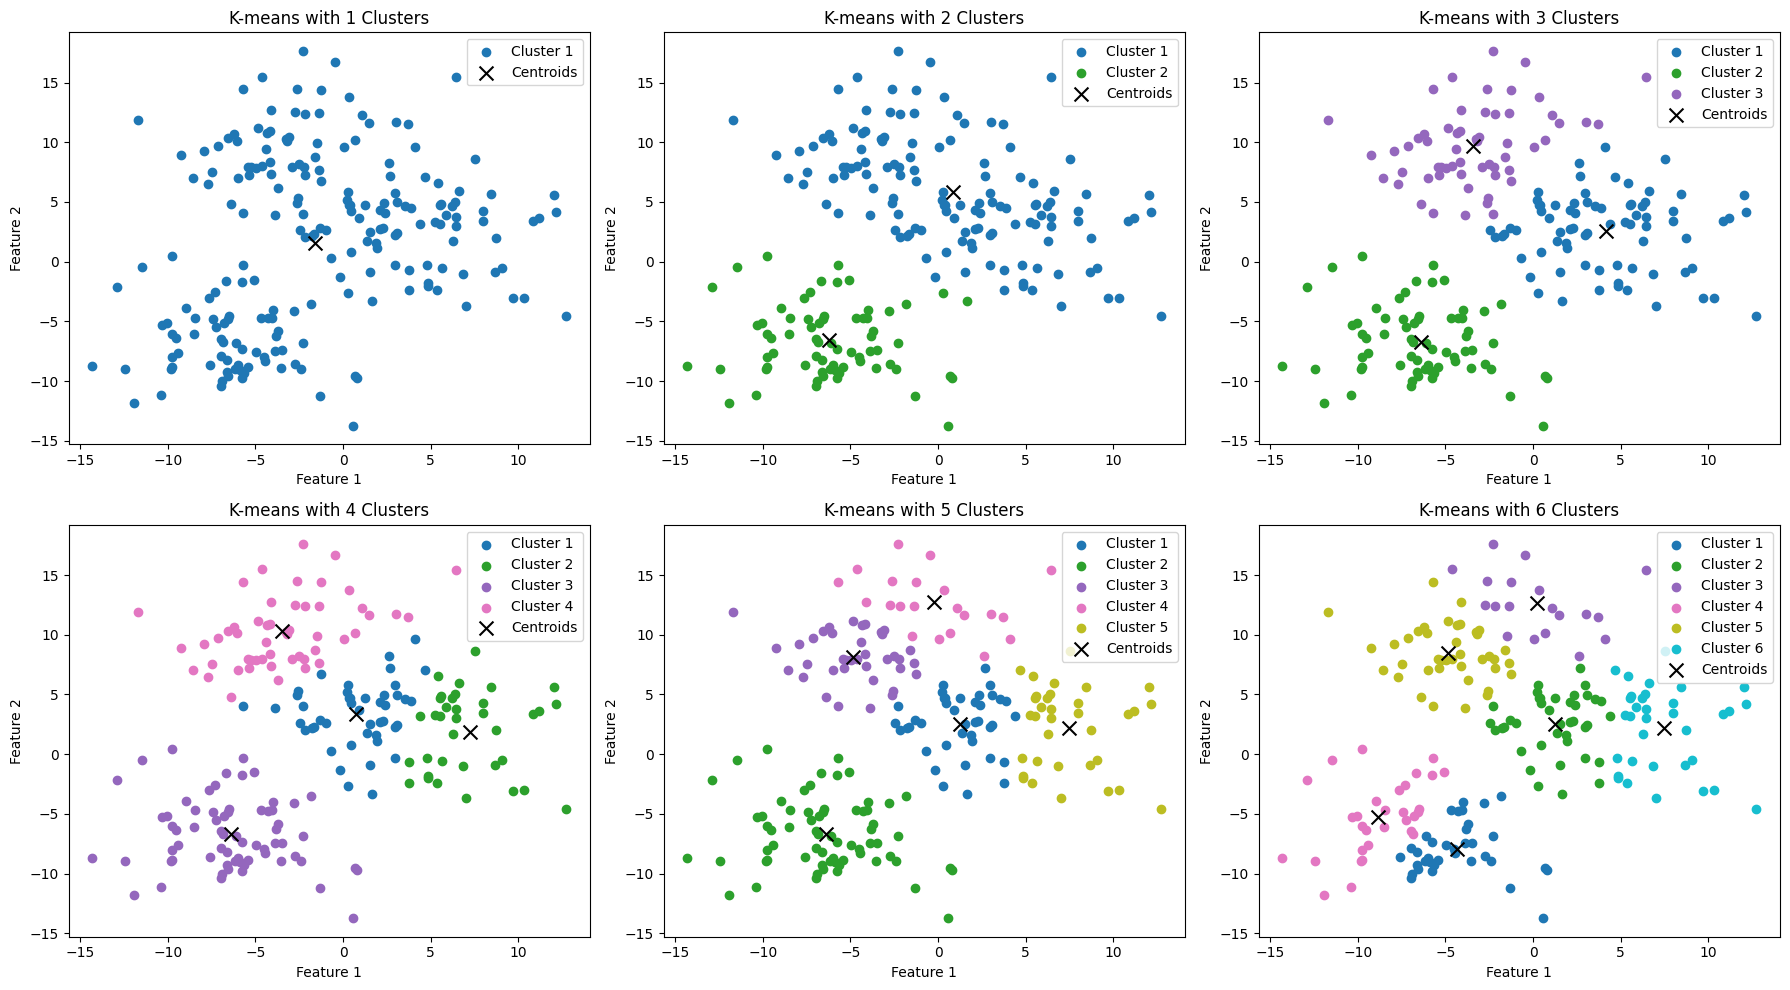 K-means with 1 Clusters
Cluster 1
Centroids
15
10
5
0
−5
−10
−15
Feature 2
−15 −10 −5 0 5 10
Feature 1
K-means with 2 Clusters
Cluster 1
Cluster 2
Centroids
15
10
5
0
−5
−10
−15
Feature 2
−15 −10 −5 0 5 10
Feature 1
K-means with 3 Clusters
Cluster 1
Cluster 2
Cluster 3
Centroids
15
10
5
0
−5
−10
−15
Feature 2
−15 −10 −5 0 5 10
Feature 1
K-means with 4 Clusters
Cluster 1
Cluster 2
Cluster 3
Cluster 4
Centroids
15
10
5
0
−5
−10
−15
Feature 2
−15 −10 −5 0 5 10
Feature 1
K-means with 5 Clusters
Cluster 1
Cluster 2
Cluster 3
Cluster 4
Cluster 5
Centroids
15
10
5
0
−5
−10
−15
Feature 2
−15 −10 −5 0 5 10
Feature 1
K-means with 6 Clusters
Cluster 1
Cluster 2
Cluster 3
Cluster 4
Cluster 5
Cluster 6
Centroids
15
10
5
0
−5
−10
−15
Feature 2
−15 −10 −5 0 5 10
Feature 1